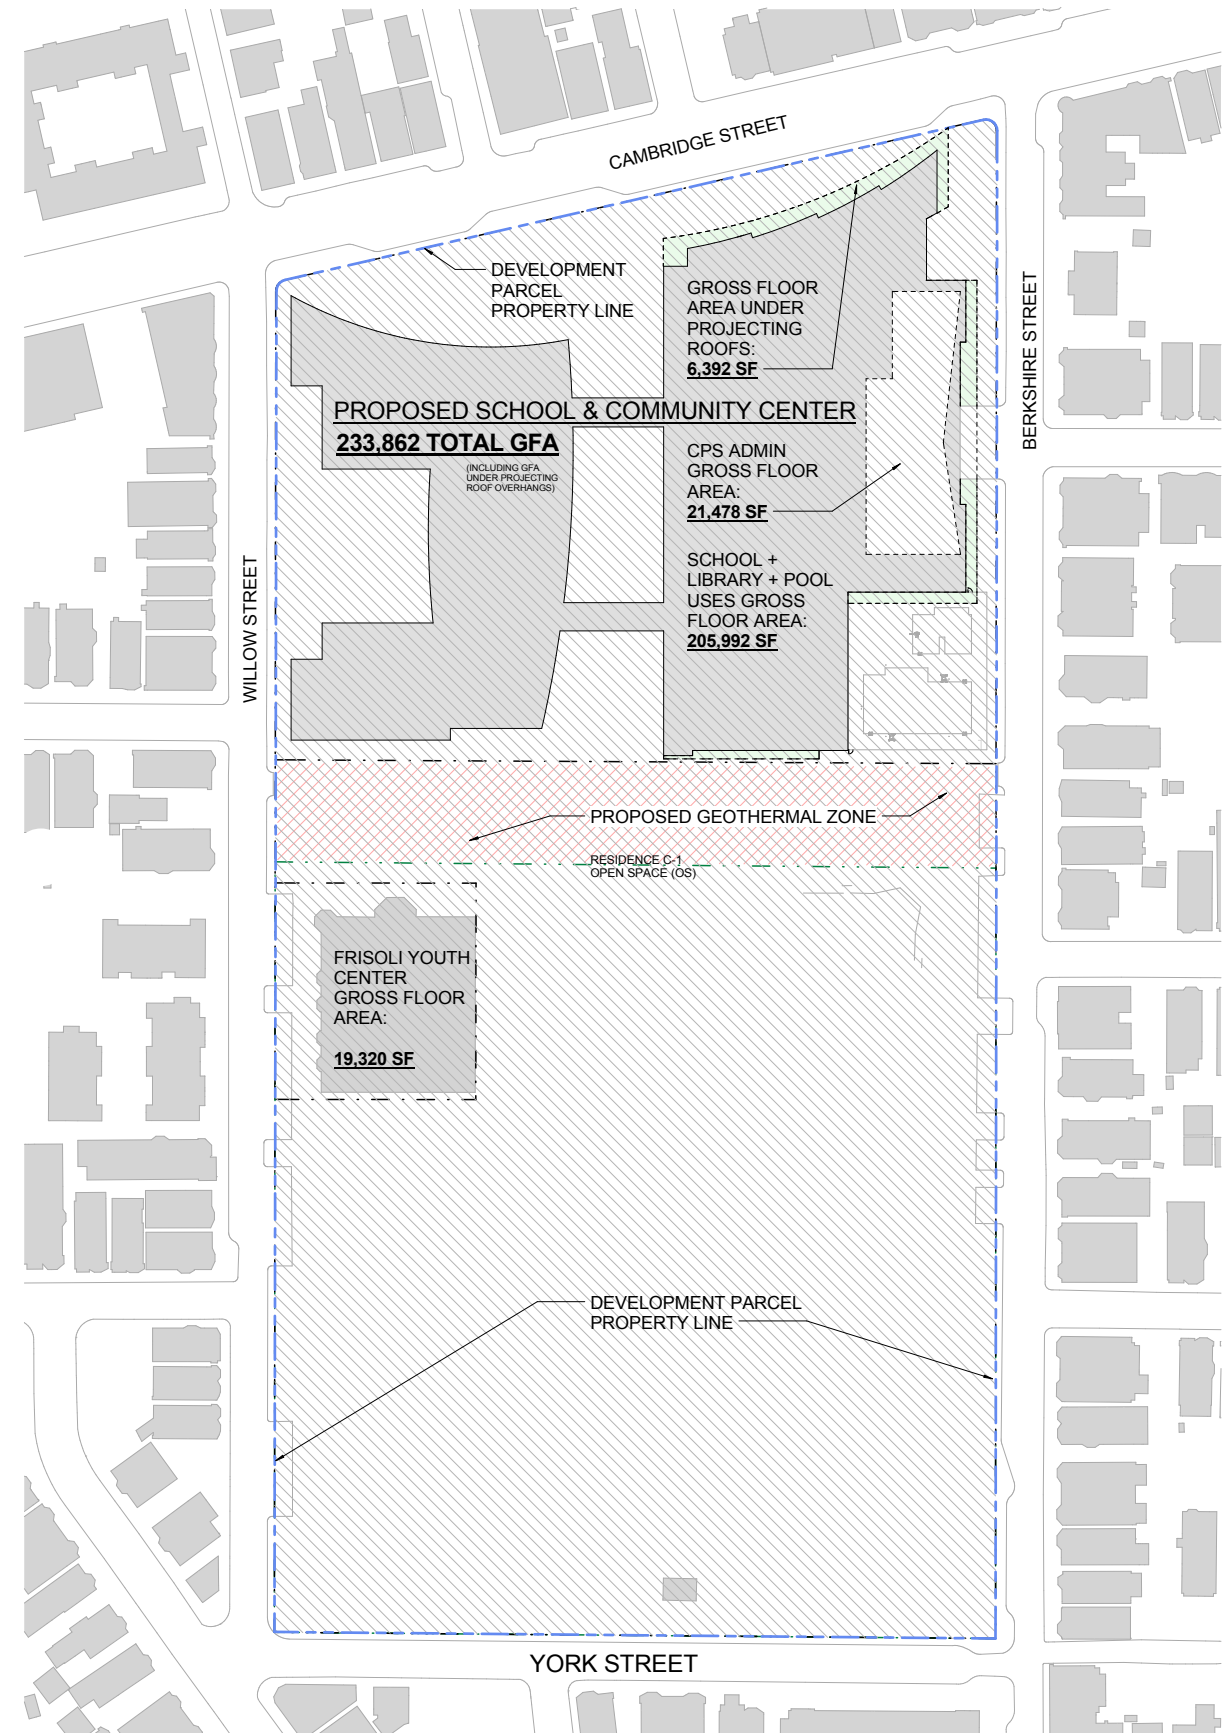 CAMBRIDGE STREET
DEVELOPMENT
PARCEL
PROPERTY LINE
GROSS FLOOR
AREA UNDER
PROJECTING
ROOFS:
6,392 SF
BERKSHIRE STREET
PROPOSED SCHOOL & COMMUNITY CENTER
233,862 TOTAL GFA
(INCLUDING GFA
UNDER PROJECTING
ROOF OVERHANGS)
CPS ADMIN
GROSS FLOOR
AREA:
21,478 SF
SCHOOL +
LIBRARY + POOL
USES GROSS
FLOOR AREA:
205,992 SF
WILLOW STREET
PROPOSED GEOTHERMAL ZONE
RESIDENCE C-1
OPEN SPACE (OS)
FRISOLI YOUTH
CENTER
GROSS FLOOR
AREA:
19,320 SF
DEVELOPMENT PARCEL
PROPERTY LINE
YORK STREET